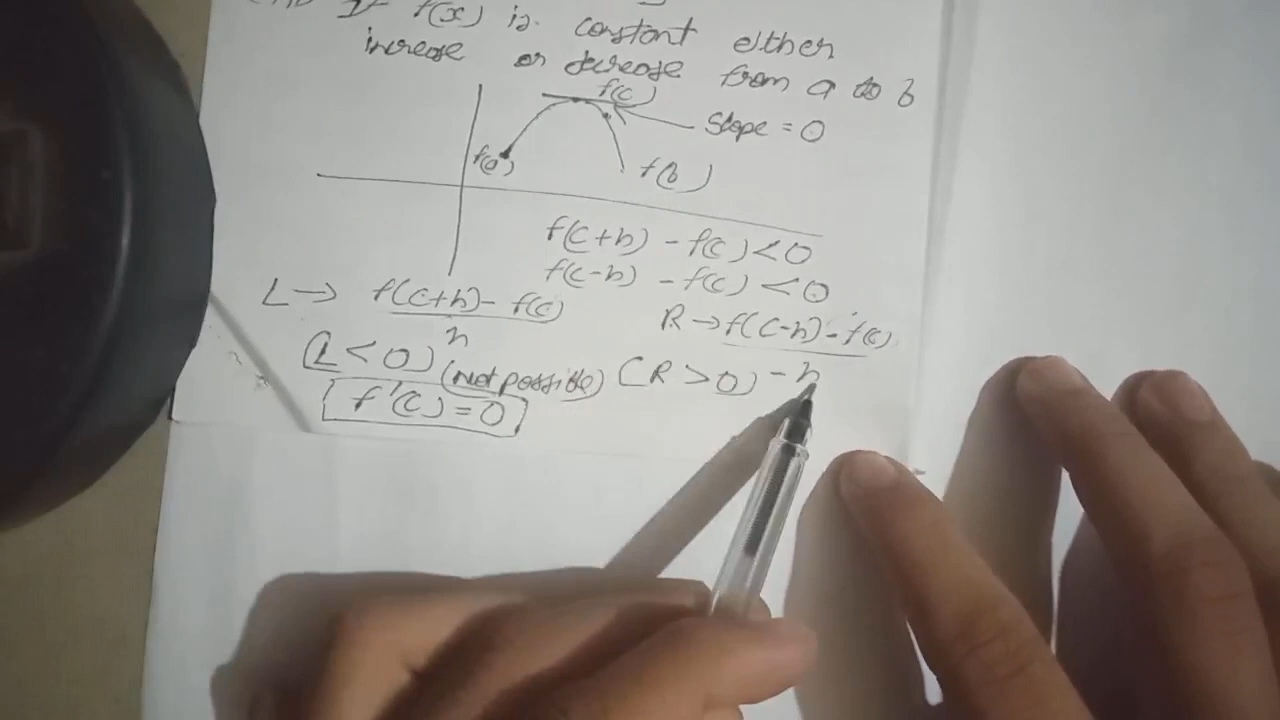 If f(x) is constant either
increase or decrease from a to b
f(c)
Slope = 0
f(a)
f(b)
f(c+h) - f(c) < 0
f(c-h) - f(c) < 0
L → f(c+h) - f(c)
h
R → f(c-h) - f(c)
-h
(L < 0) (not possible) (R > 0)
f'(c) = 0